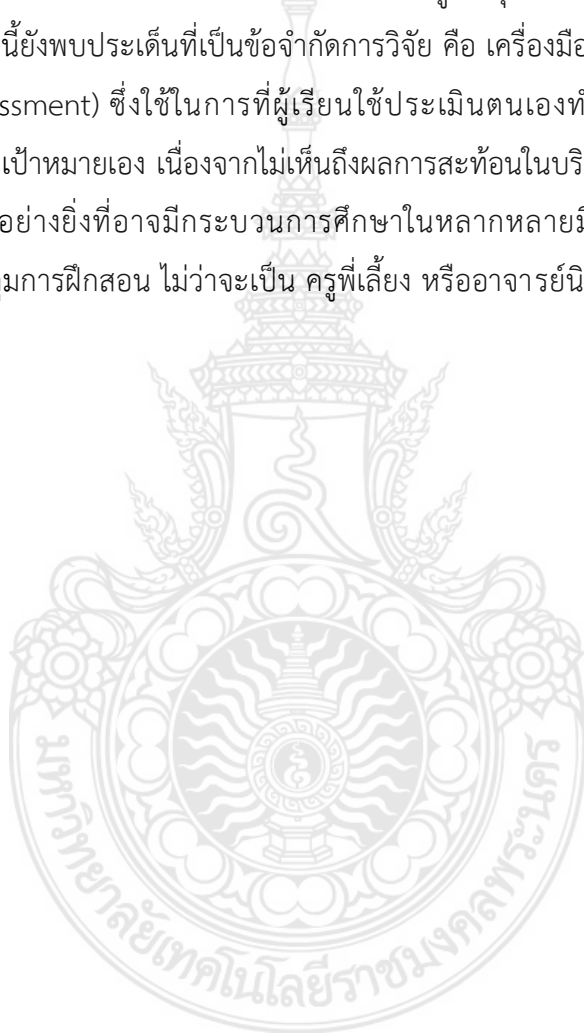 นี้ยังพบประเด็นที่เป็นข้อจำกัดการวิจัย คือ เครื่องมือ
essment) ซึ่งใช้ในการที่ผู้เรียนใช้ประเมินตนเองทำ
เป้าหมายเอง เนื่องจากไม่เห็นถึงผลการสะท้อนในบริ
อย่างยิ่งที่อาจมีกระบวนการศึกษาในหลากหลายมิ
มการฝึกสอน ไม่ว่าจะเป็น ครูพี่เลี้ยง หรืออาจารย์นิ
มหาวิทยาลัยเทคโนโลยีราชมงคลพระนคร